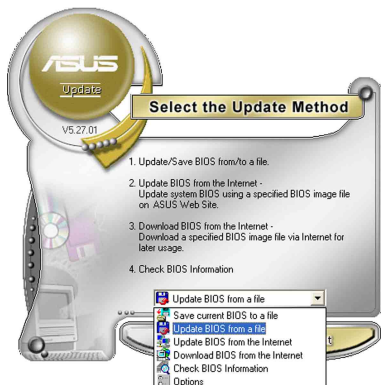 ASUS
Update
V5.27.01
Select the Update Method
1. Update/Save BIOS from/to a file.
2. Update BIOS from the Internet -
Update system BIOS using a specified BIOS image file
on ASUS Web Site.
3. Download BIOS from the Internet -
Download a specified BIOS image file via Internet for
later usage.
4. Check BIOS Information
Update BIOS from a file
Save current BIOS to a file
Update BIOS from a file
Update BIOS from the Internet
Download BIOS from the Internet
Check BIOS Information
Options